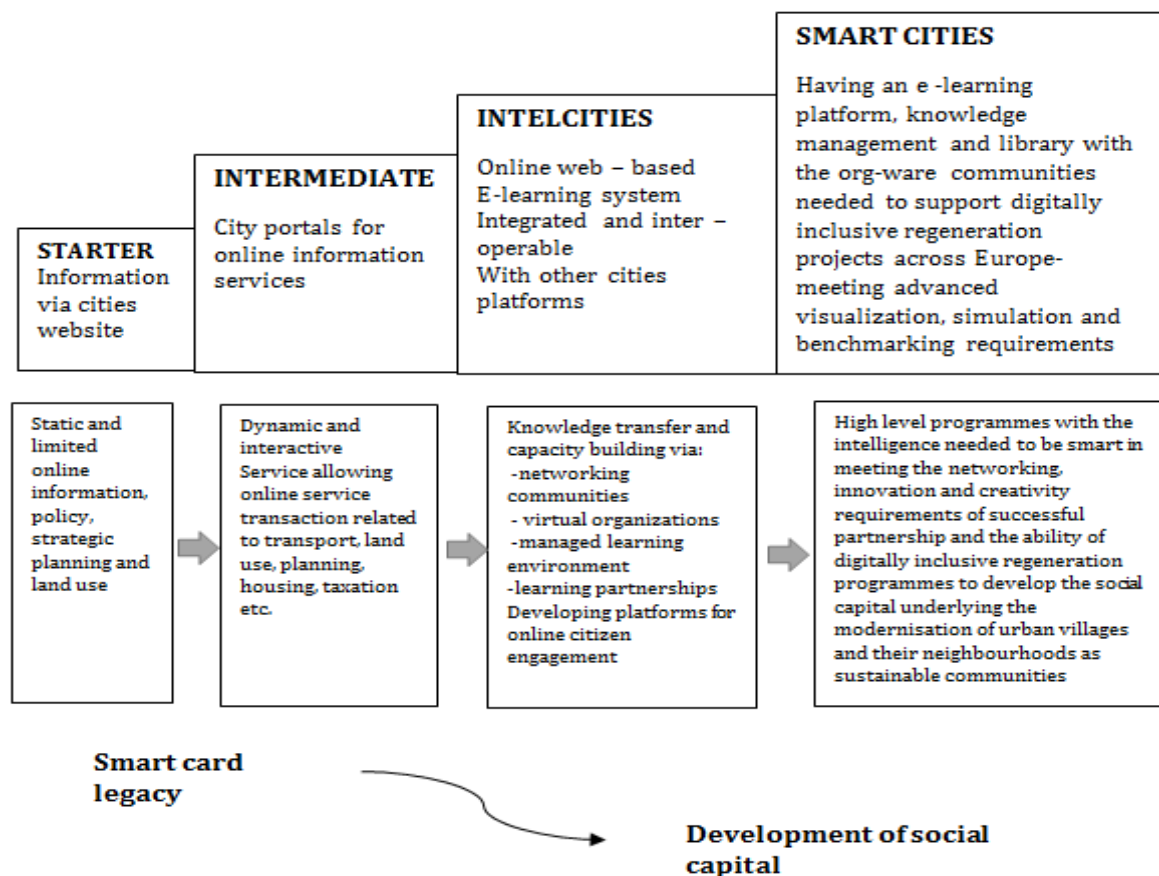 STARTER
Information
via cities
website
INTERMEDIATE
City portals for
online information
services
INTELCITIES
Online web – based
E-learning system
Integrated and inter –
operable
With other cities
platforms
SMART CITIES
Having an e -learning
platform, knowledge
management and library with
the org-ware communities
needed to support digitally
inclusive regeneration
projects across Europe-
meeting advanced
visualization, simulation and
benchmarking requirements
Static and
limited
online
information,
policy,
strategic
planning and
land use
Dynamic and
interactive
Service allowing
online service
transaction related
to transport, land
use, planning,
housing, taxation
etc.
Knowledge transfer and
capacity building via:
-networking
communities
- virtual organizations
-managed learning
environment
-learning partnerships
Developing platforms for
online citizen
engagement
High level programmes with the
intelligence needed to be smart in
meeting the networking,
innovation and creativity
requirements of successful
partnership and the ability of
digitally inclusive regeneration
programmes to develop the social
capital underlying the
modernisation of urban villages
and their neighbourhoods as
sustainable communities
Smart card
legacy
Development of social
capital